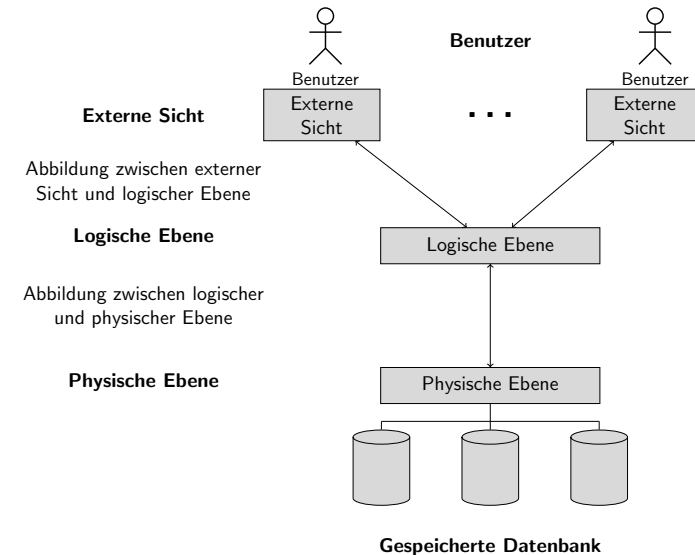 Benutzer
Benutzer
Benutzer
Externe Sicht
Externe
Sicht
. . .
Externe
Sicht
Abbildung zwischen externer
Sicht und logischer Ebene
Logische Ebene
Logische Ebene
Abbildung zwischen logischer
und physischer Ebene
Physische Ebene
Physische Ebene
Gespeicherte Datenbank